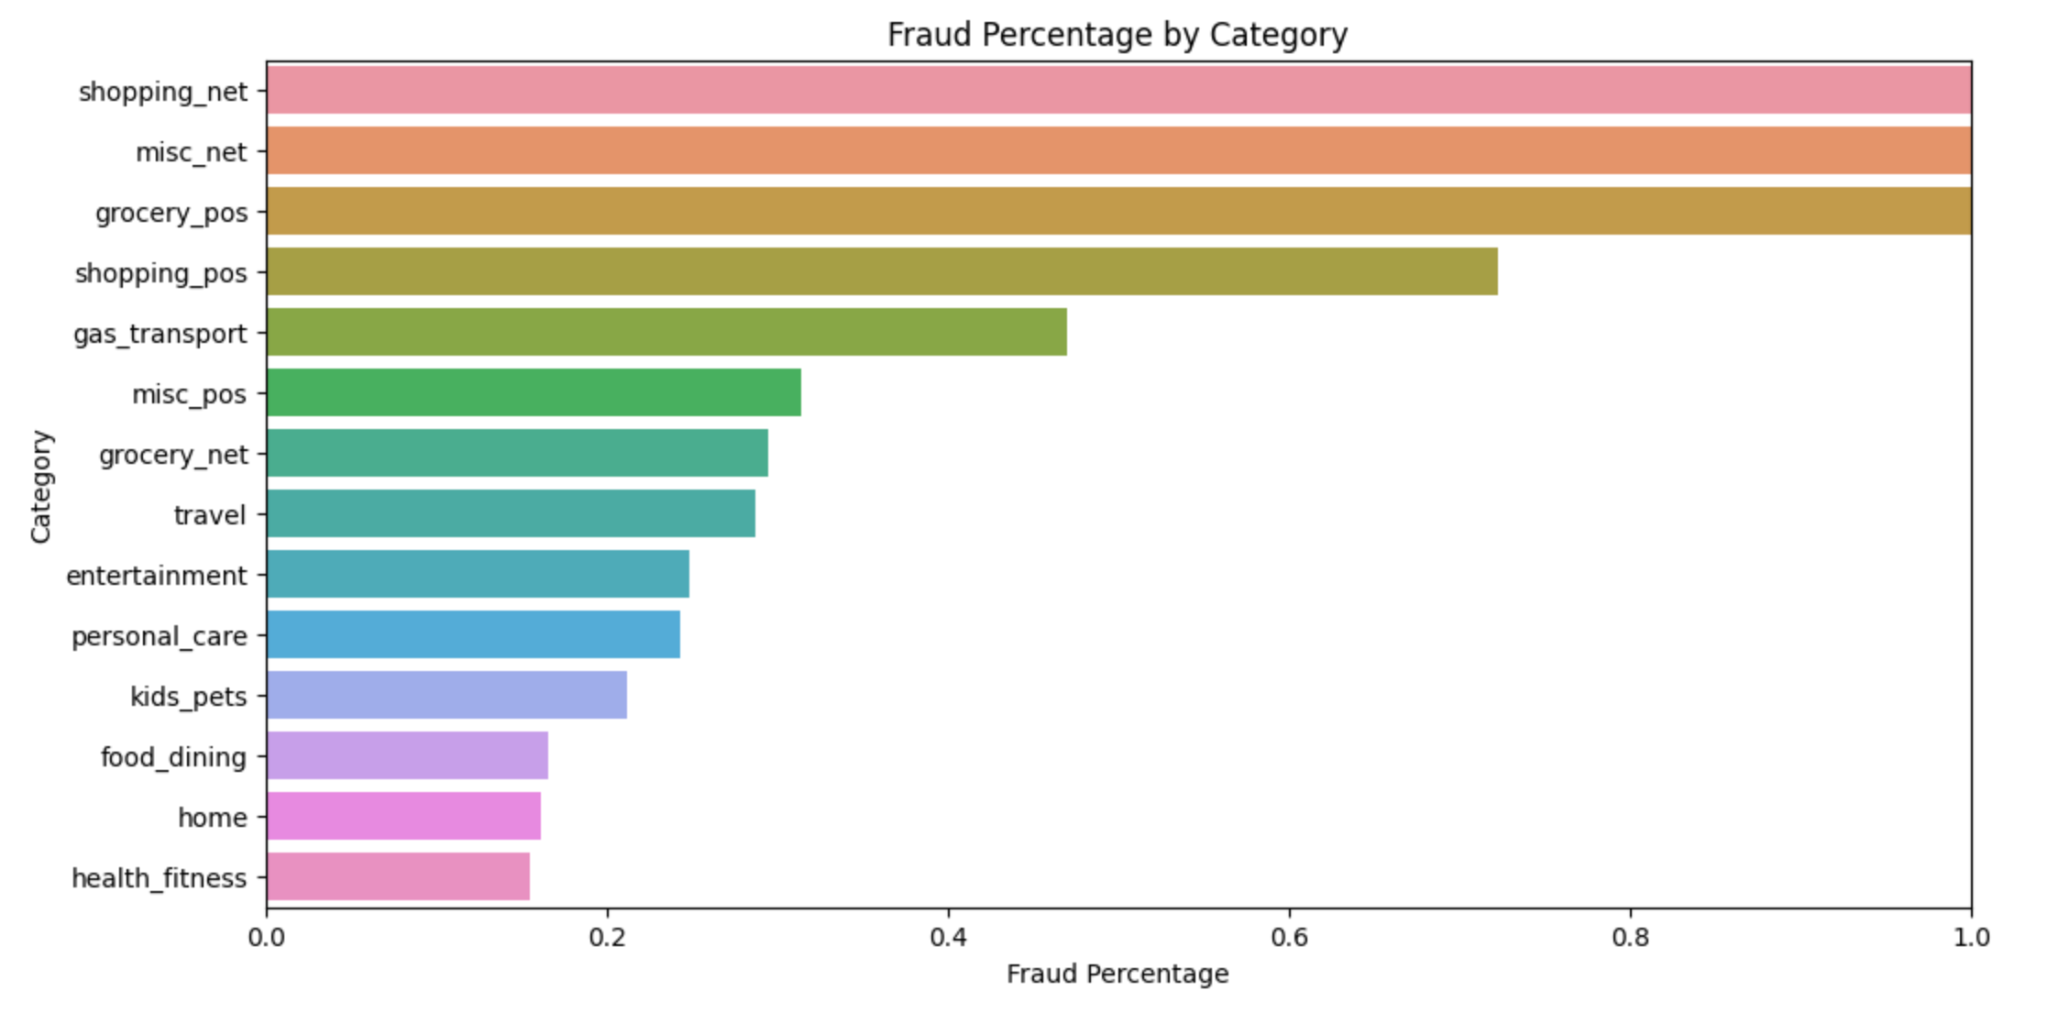 Fraud Percentage by Category
shopping_net
misc_net
grocery_pos
shopping_pos
gas_transport
misc_pos
grocery_net
travel
entertainment
personal_care
kids_pets
food_dining
home
health_fitness
Category
0.0 0.2 0.4 0.6 0.8 1.0
Fraud Percentage